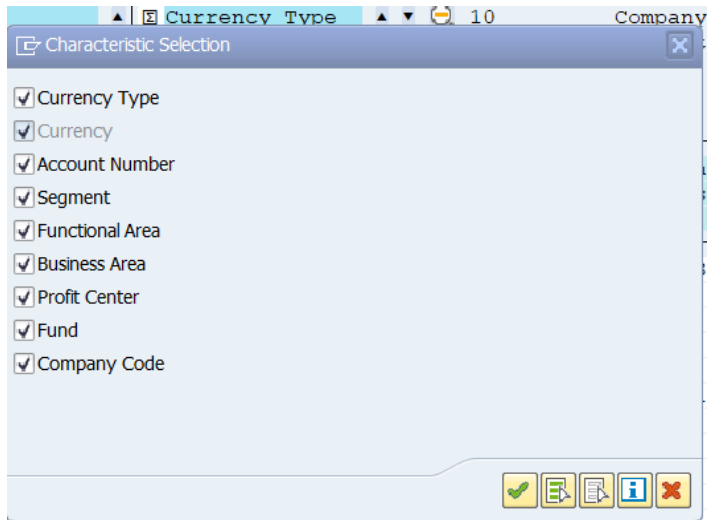 Currency Type 10 Company
Characteristic Selection
Currency Type
Currency
Account Number
Segment
Functional Area
Business Area
Profit Center
Fund
Company Code